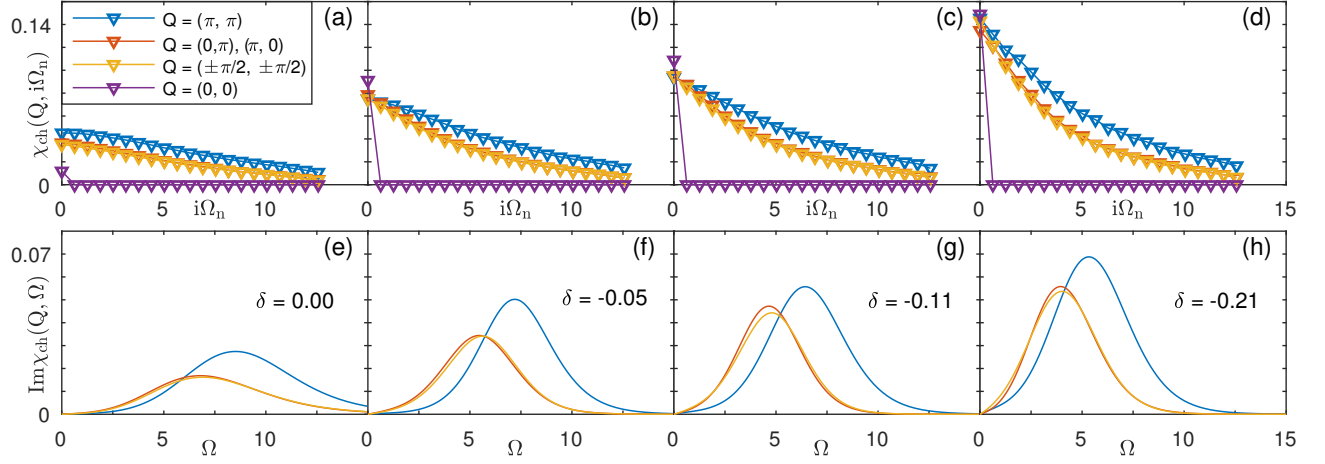 (a) (b) (c) (d)
0.14
Q = (π, π)
Q = (0,π), (π, 0)
Q = (±π/2, ±π/2)
Q = (0, 0)
χch(Q, iΩn)
0
0 5 10 0 5 10 0 5 10 0 5 10 15
iΩn iΩn iΩn iΩn
(e) (f) (g) (h)
0.07
δ = 0.00 δ = -0.05 δ = -0.11 δ = -0.21
Imχch(Q, Ω)
0
0 5 10 0 5 10 0 5 10 0 5 10 15
Ω Ω Ω Ω